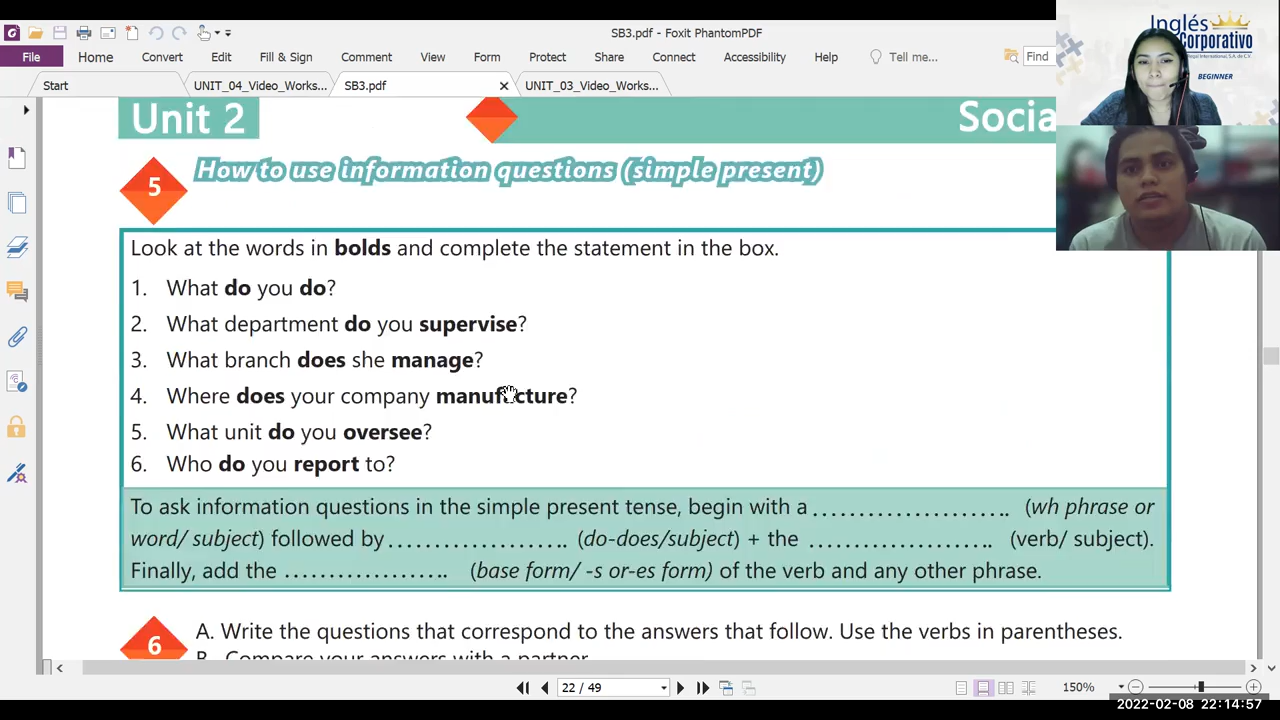 SB3.pdf - Foxit PhantomPDF
File Home Convert Fill & Sign Comment View Form Protect Share Connect Accessibility Help Tell me... Find
Start UNIT_04_Video_Works... SB3.pdf UNIT_03_Video_Works...
Inglés
Corporativo
BEGINNER
Unit 2
5 How to use information questions (simple present)
Look at the words in bolds and complete the statement in the box.
1. What do you do?
2. What department do you supervise?
3. What branch does she manage?
4. Where does your company manufacture?
5. What unit do you oversee?
6. Who do you report to?
To ask information questions in the simple present tense, begin with a ...................... (wh phrase or
word/ subject) followed by .................... (do-does/subject) + the .................... (verb/ subject).
Finally, add the .................. (base form/ -s or-es form) of the verb and any other phrase.
6 A. Write the questions that correspond to the answers that follow. Use the verbs in parentheses.
B. Compare your answers with a partner
22 / 49
150%
2022-02-08 22:14:57